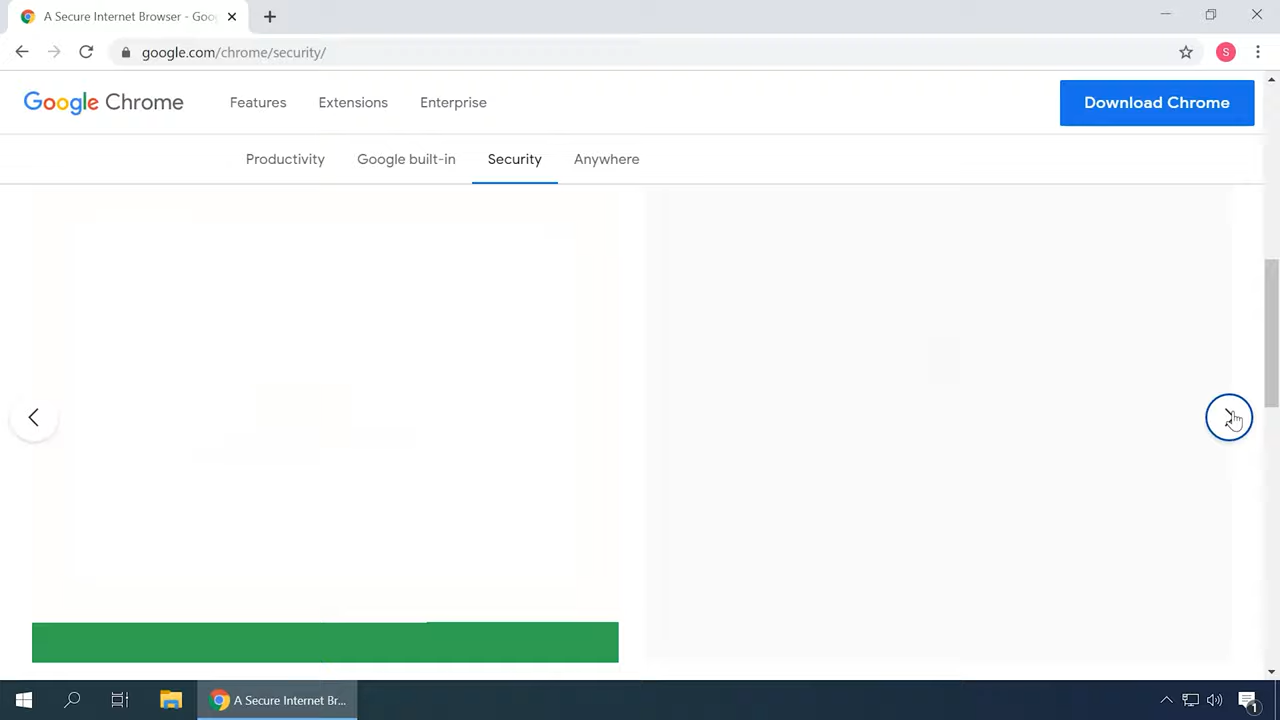 A Secure Internet Browser - Goo
google.com/chrome/security/
S
Google Chrome
Features
Extensions
Enterprise
Download Chrome
Productivity
Google built-in
Security
Anywhere
A Secure Internet Br...
1